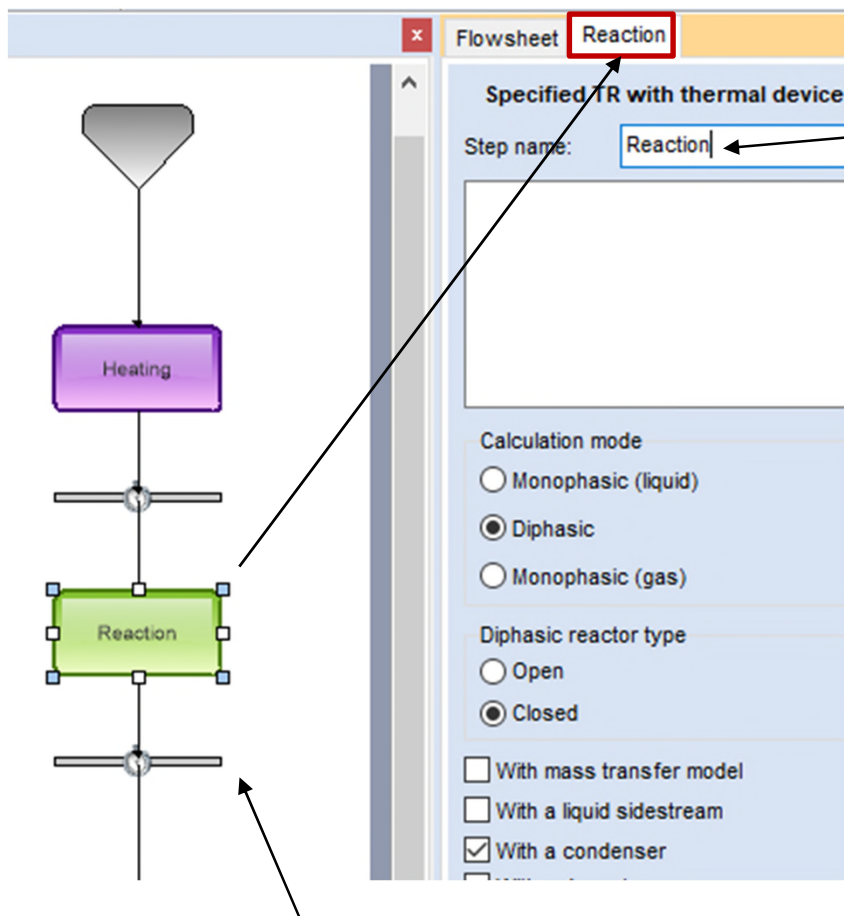 x
Flowsheet Reaction
Specified TR with thermal device
Step name: Reaction
Heating
Calculation mode
Monophasic (liquid)
Diphasic
Monophasic (gas)
Reaction
Diphasic reactor type
Open
Closed
With mass transfer model
With a liquid sidestream
With a condenser